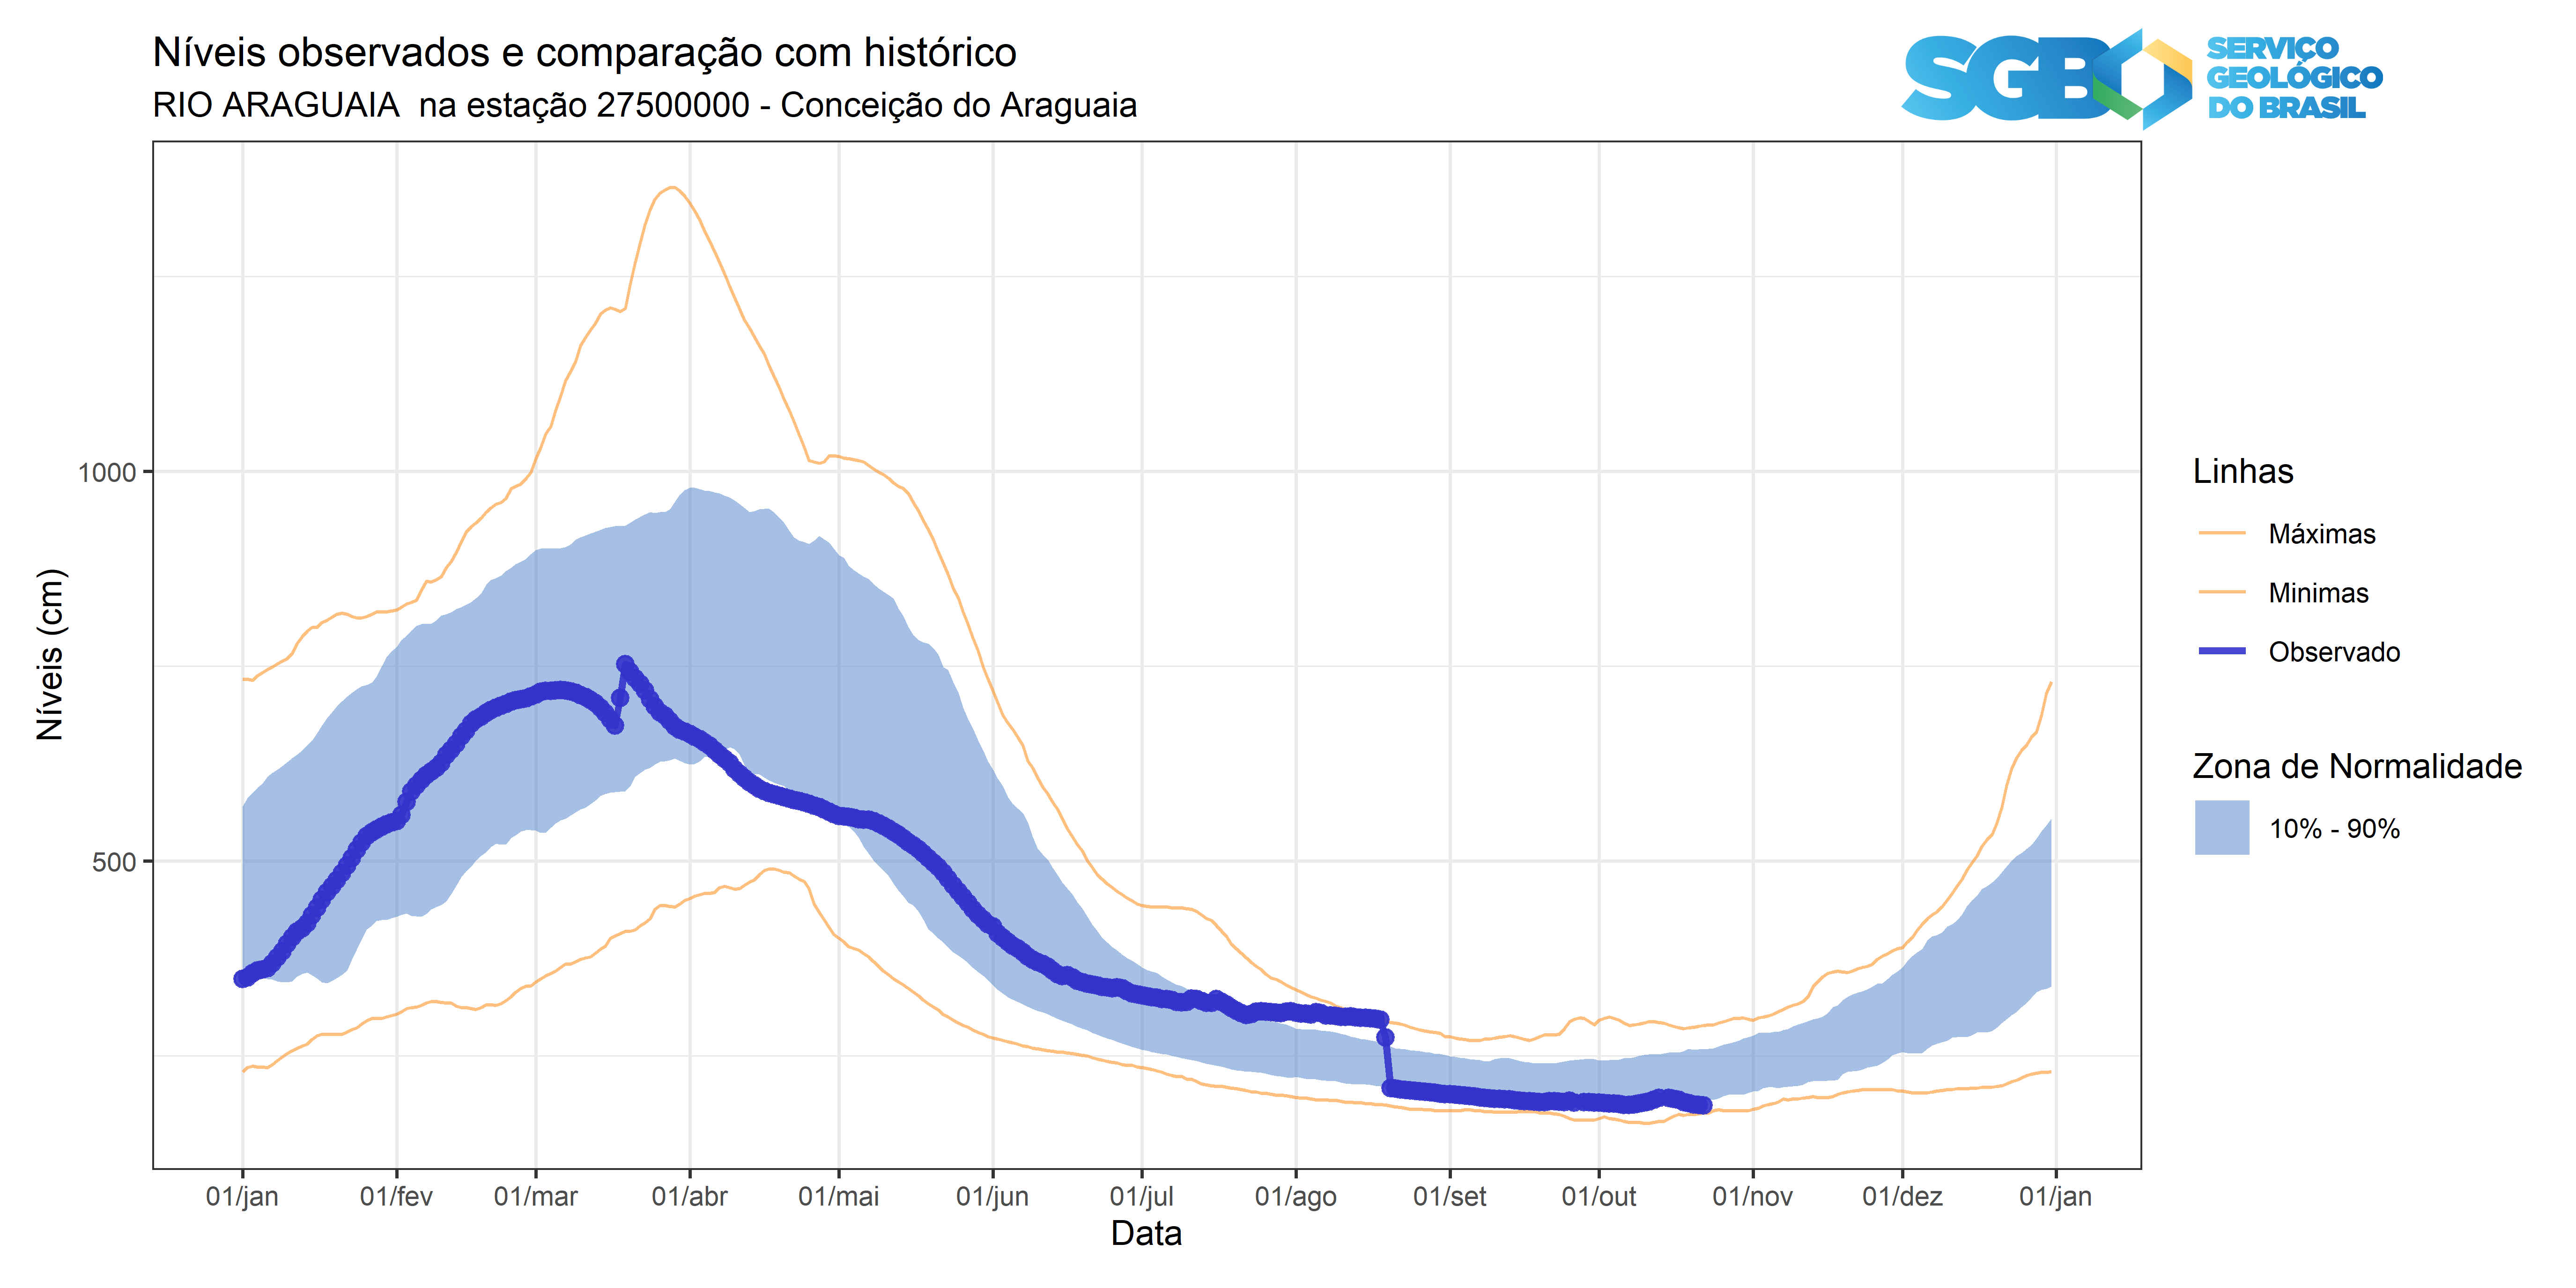 Níveis observados e comparação com histórico
RIO ARAGUAIA na estação 27500000 - Conceição do Araguaia
SGB
SERVIÇO
GEOLÓGICO
DO BRASIL
Níveis (cm)
1000
500
01/jan 01/fev 01/mar 01/abr 01/mai 01/jun 01/jul 01/ago 01/set 01/out 01/nov 01/dez 01/jan
Data
Linhas
Máximas
Minimas
Observado
Zona de Normalidade
10% - 90%